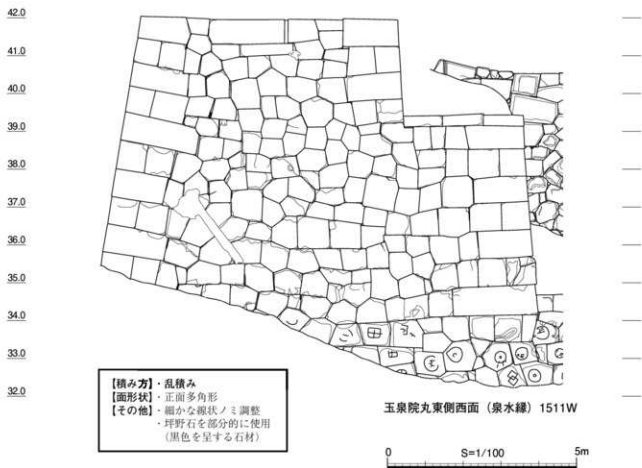 42.0
41.0
40.0
39.0
38.0
37.0
36.0
35.0
34.0
33.0
32.0
【積み方】・乱積み
【面形状】・正面多角形
【その他】・細かな線状ノミ調整
・坪野石を部分的に使用
（黒色を呈する石材）
玉泉院丸東側西面（泉水縁）1511W
0 S=1/100 5m